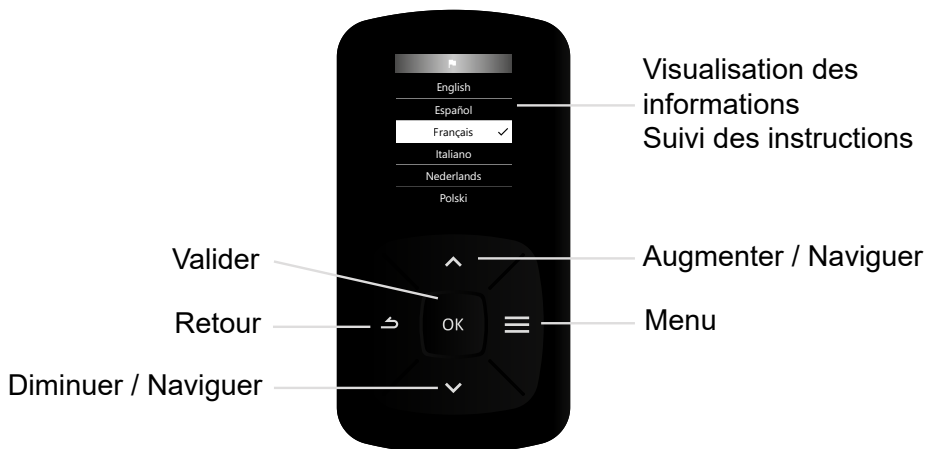 English
Español
Français
Italiano
Nederlands
Polski
Visualisation des
informations
Suivi des instructions
Valider
Augmenter / Naviguer
Retour
OK
Menu
Diminuer / Naviguer